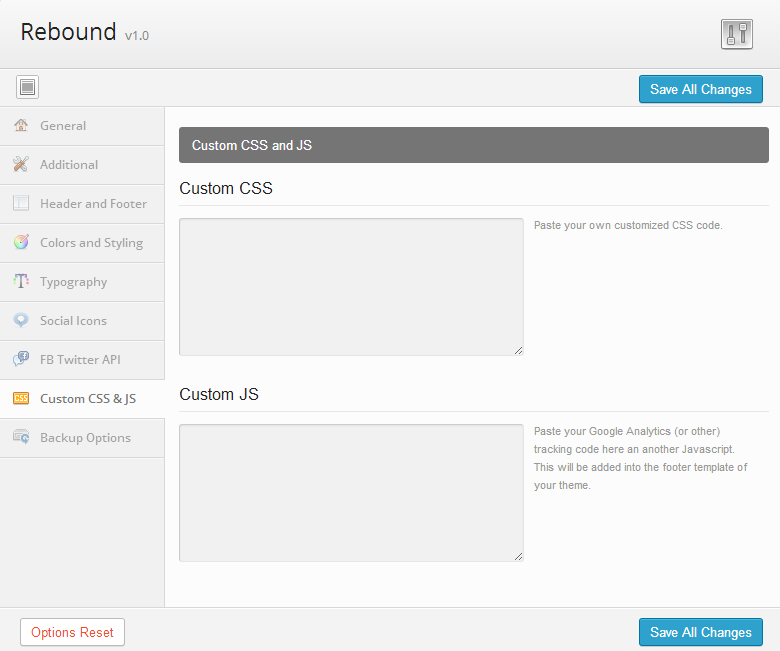 Rebound v1.0
Save All Changes
General
Additional
Header and Footer
Colors and Styling
Typography
Social Icons
FB Twitter API
CSS Custom CSS & JS
Backup Options
Custom CSS and JS
Custom CSS
Paste your own customized CSS code.
Custom JS
Paste your Google Analytics (or other)
tracking code here an another Javascript.
This will be added into the footer template of
your theme.
Options Reset
Save All Changes